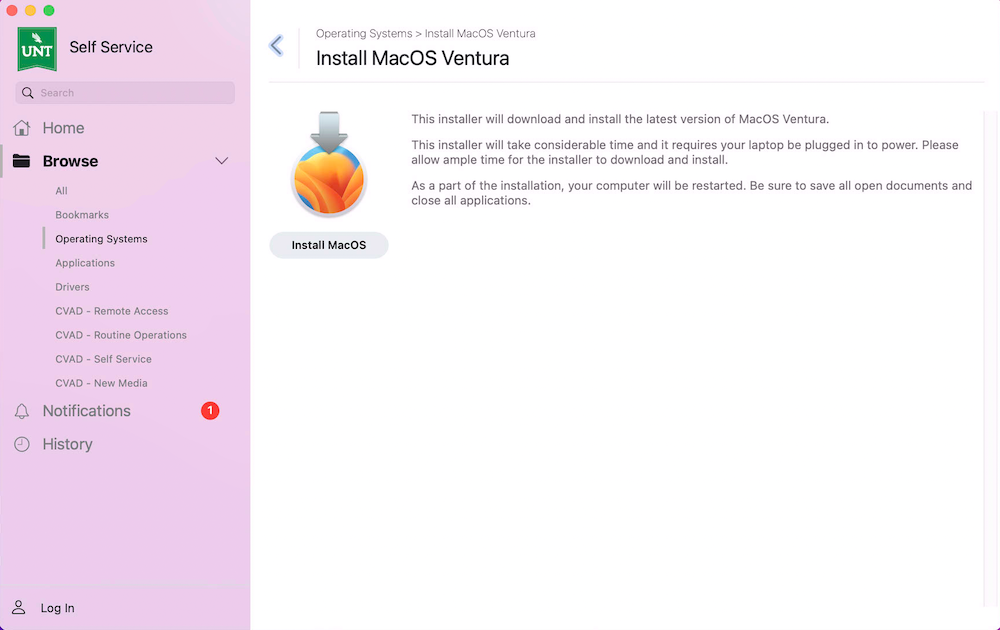 UNT
Self Service
Search
Home
Browse
All
Bookmarks
Operating Systems
Applications
Drivers
CVAD - Remote Access
CVAD - Routine Operations
CVAD - Self Service
CVAD - New Media
Notifications
1
History
Log In
Operating Systems > Install MacOS Ventura
Install MacOS Ventura
This installer will download and install the latest version of MacOS Ventura.
This installer will take considerable time and it requires your laptop be plugged in to power. Please
allow ample time for the installer to download and install.
As a part of the installation, your computer will be restarted. Be sure to save all open documents and
close all applications.
Install MacOS